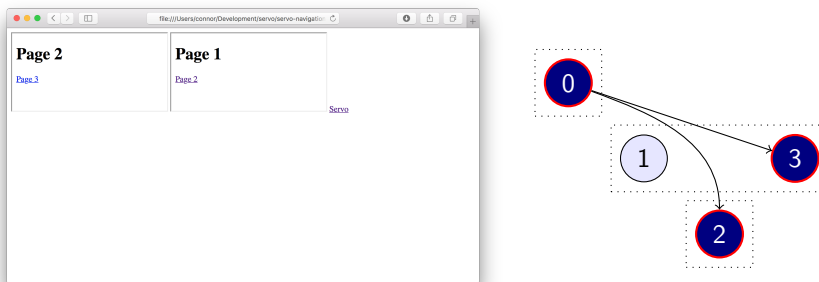 file:///Users/connor/Development/servo/servo-navigation
Page 2
Page 3
Page 1
Page 2
Servo
0
1
3
2